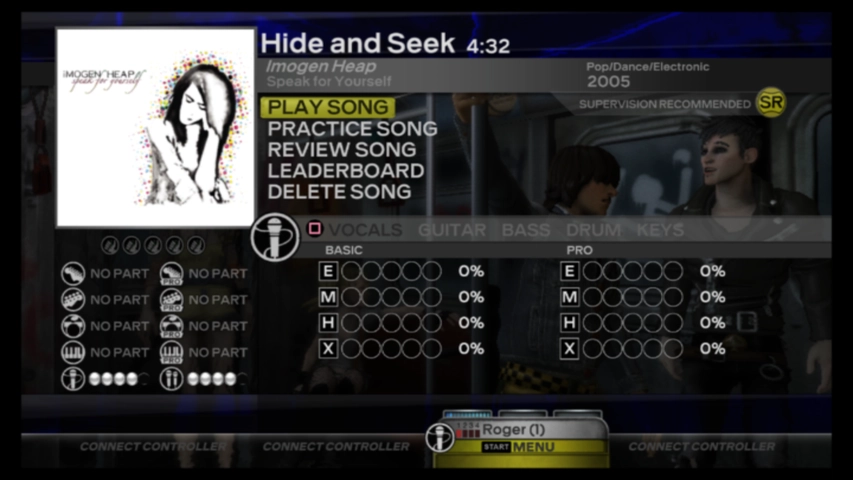 Hide and Seek 4:32
Imogen Heap
Speak for Yourself
Pop/Dance/Electronic
2005
SUPERVISION RECOMMENDED SR
iMOGEN HEAP
speak for yourself
PLAY SONG
PRACTICE SONG
REVIEW SONG
LEADERBOARD
DELETE SONG
VOCALS GUITAR BASS DRUM KEYS
BASIC PRO
E 0% E 0%
M 0% M 0%
H 0% H 0%
X 0% X 0%
NO PART PRO NO PART
NO PART PRO NO PART
NO PART PRO NO PART
NO PART PRO NO PART
CONNECT CONTROLLER
CONNECT CONTROLLER
1 2 3 4 Roger (1)
START MENU
CONNECT CONTROLLER